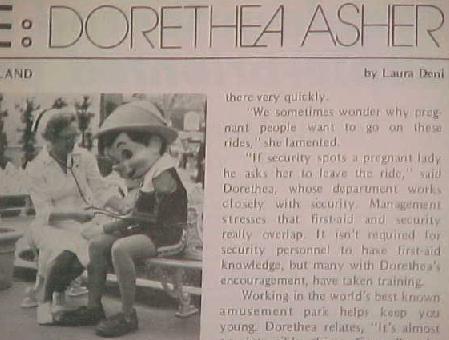 E: DORETHEA ASHER
LAND
by Laura Deni
there very quickly.
"We sometimes wonder why preg-
nant people want to go on these
rides," she lamented.
"If security spots a pregnant lady
he asks her to leave the ride," said
Dorethea, whose department works
closely with security. Management
stresses that first-aid and security
really overlap. It isn't required for
security personnel to have first-aid
knowledge, but many with Dorethea's
encouragement, have taken training.
Working in the world's best known
amusement park helps keep you
young. Dorethea relates, "It's almost